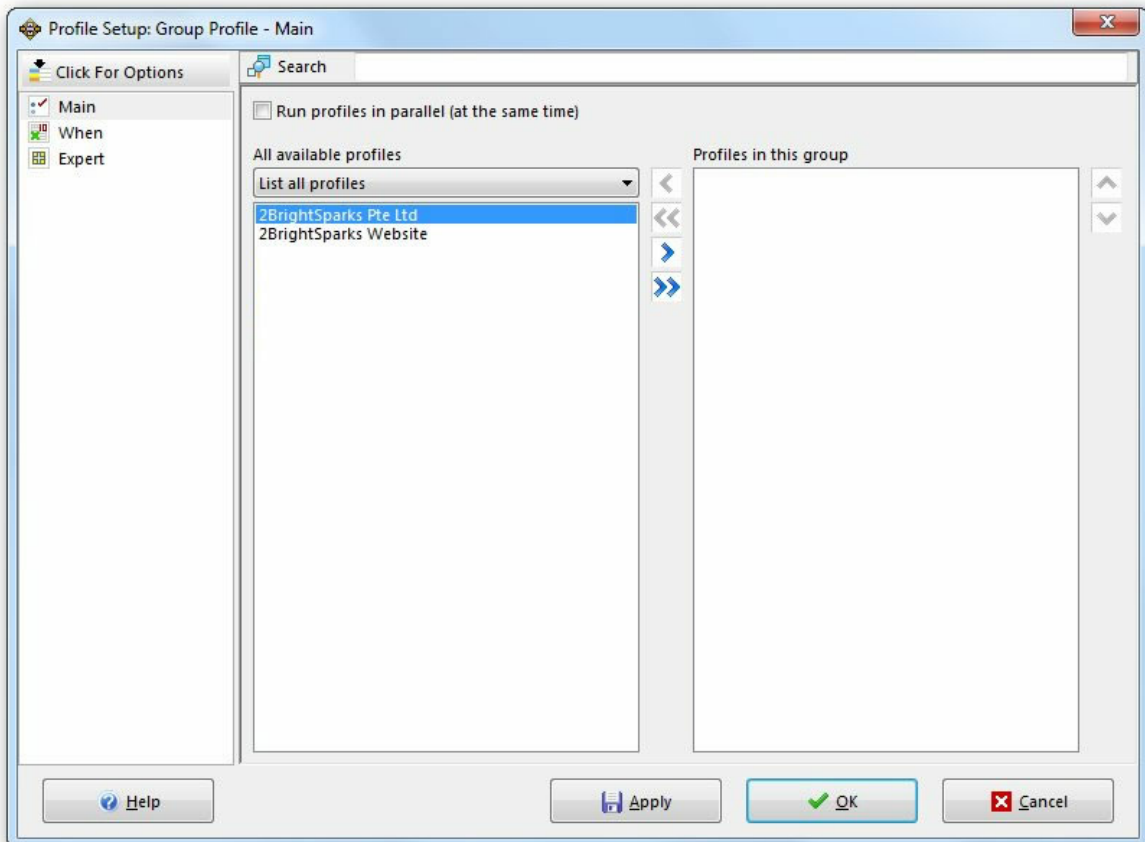 Profile Setup: Group Profile - Main
Click For Options
Search
Main
When
Expert
Run profiles in parallel (at the same time)
All available profiles
Profiles in this group
List all profiles
2BrightSparks Pte Ltd
2BrightSparks Website
Help
Apply
OK
Cancel